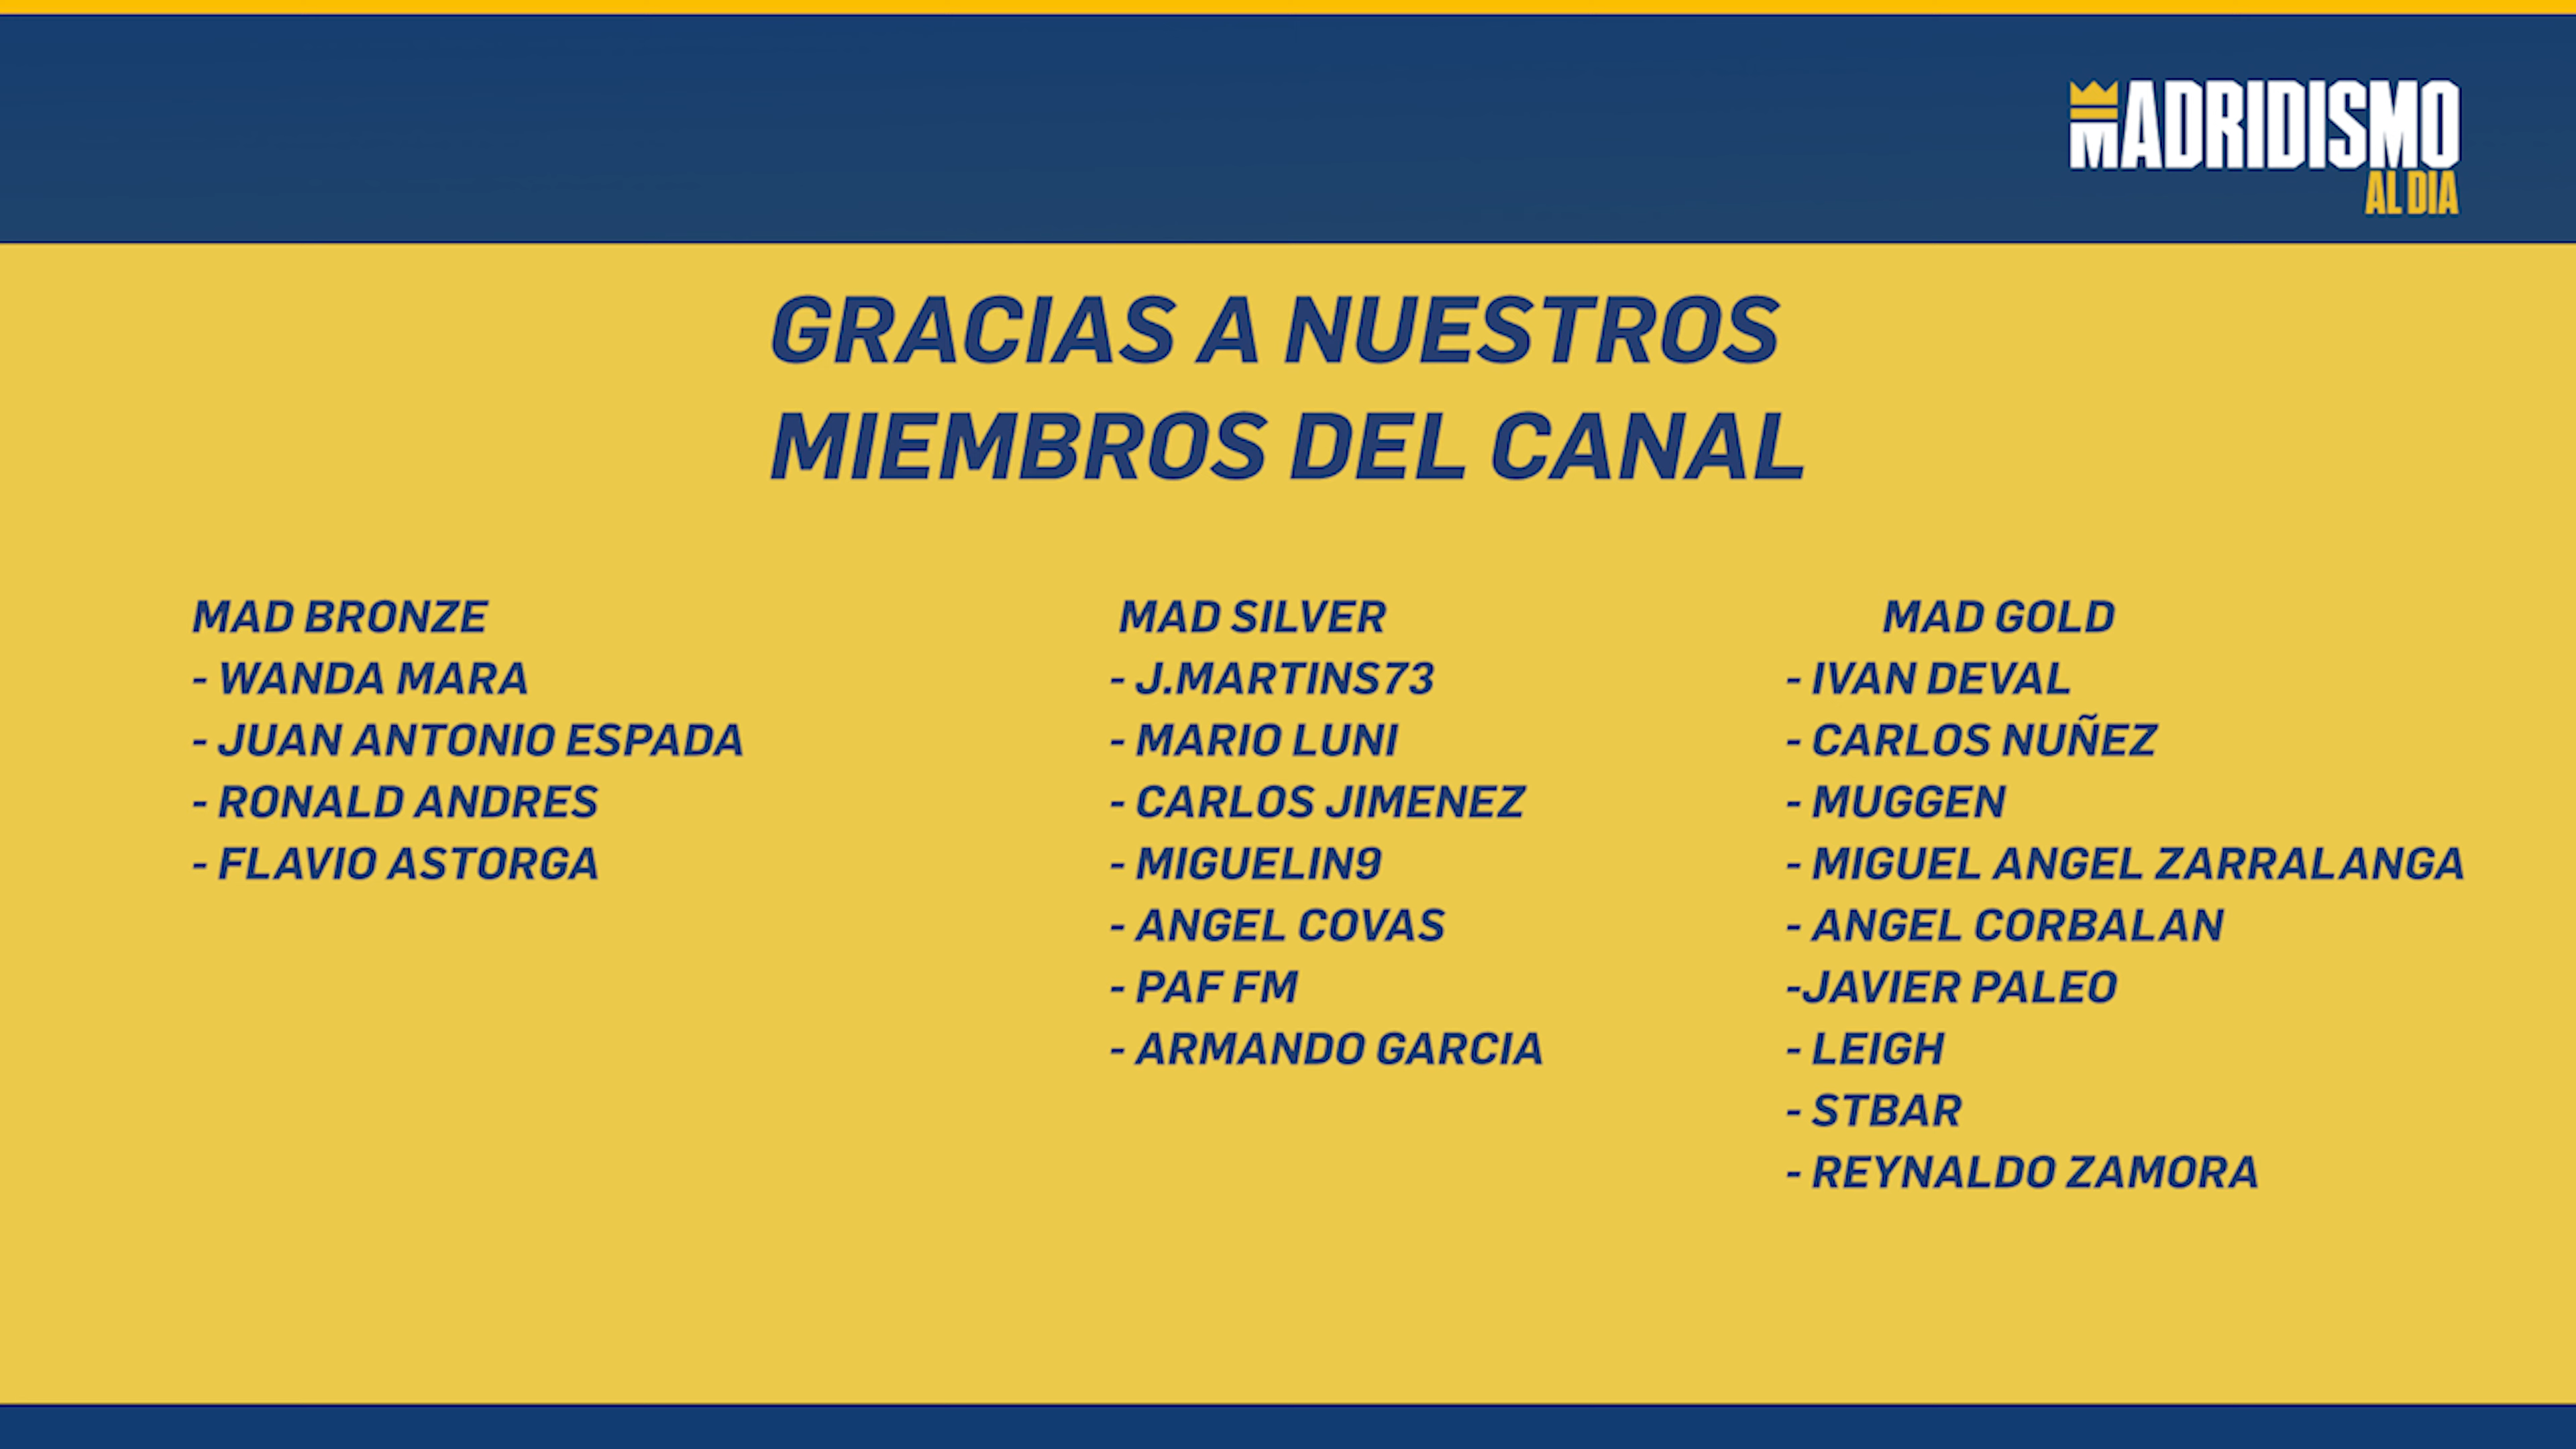 MADRIDISMO
AL DIA
GRACIAS A NUESTROS
MIEMBROS DEL CANAL
MAD BRONZE
- WANDA MARA
- JUAN ANTONIO ESPADA
- RONALD ANDRES
- FLAVIO ASTORGA
MAD SILVER
- J.MARTINS73
- MARIO LUNI
- CARLOS JIMENEZ
- MIGUELIN9
- ANGEL COVAS
- PAF FM
- ARMANDO GARCIA
MAD GOLD
- IVAN DEVAL
- CARLOS NUÑEZ
- MUGGEN
- MIGUEL ANGEL ZARRALANGA
- ANGEL CORBALAN
-JAVIER PALEO
- LEIGH
- STBAR
- REYNALDO ZAMORA